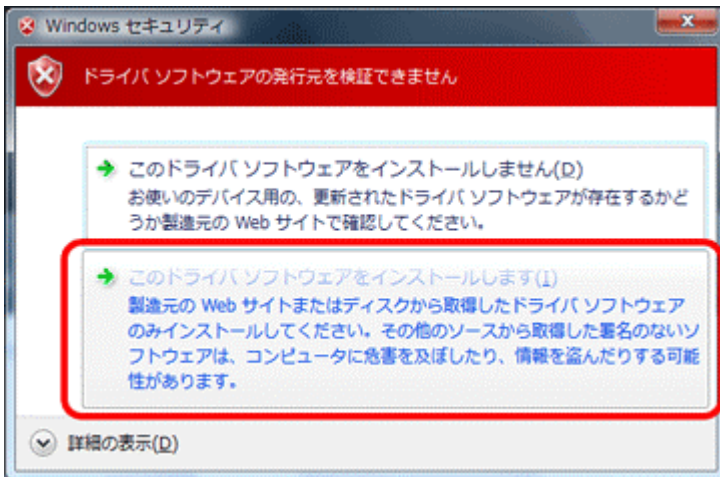 Windows セキュリティ
ドライバ ソフトウェアの発行元を検証できません
このドライバ ソフトウェアをインストールしません(D)
お使いのデバイス用の、更新されたドライバ ソフトウェアが存在するかど
うか製造元の Web サイトで確認してください。
このドライバ ソフトウェアをインストールします(I)
製造元の Web サイトまたはディスクから取得したドライバ ソフトウェア
のみインストールしてください。その他のソースから取得した署名のないソ
フトウェアは、コンピュータに危害を及ぼしたり、情報を盗んだりする可能
性があります。
詳細の表示(D)